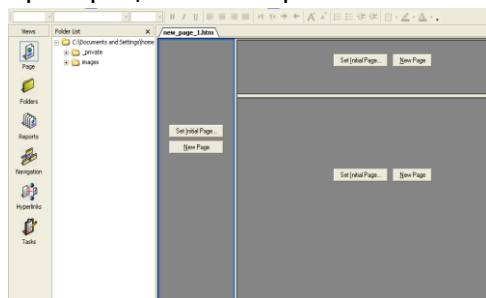 Views
Folder List
x
new_page_1.htm
C:\Documents and Settings\home
_private
images
Page
Folders
Reports
Navigation
Hyperlinks
Tasks
Set Initial Page...
New Page
Set Initial Page...
New Page
Set Initial Page...
New Page